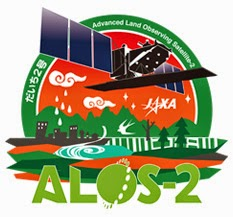 だいち2号
Advanced Land Observing Satellite-2
JAXA
ALOS-2